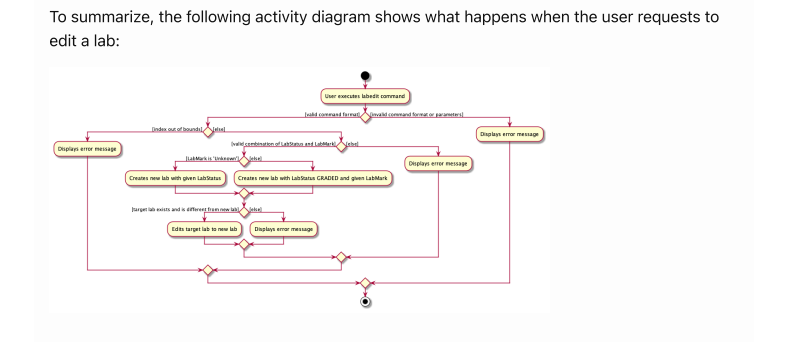 To summarize, the following activity diagram shows what happens when the user requests to
edit a lab:
User executes labedit command
[valid command format] [invalid command format or parameters]
[index out of bounds] [else]
Displays error message
Displays error message
[valid combination of LabStatus and LabMark] [else]
[LabMark is 'Unknown'] [else]
Displays error message
Creates new lab with given LabStatus
Creates new lab with LabStatus GRADED and given LabMark
[target lab exists and is different from new lab] [else]
Edits target lab to new lab
Displays error message